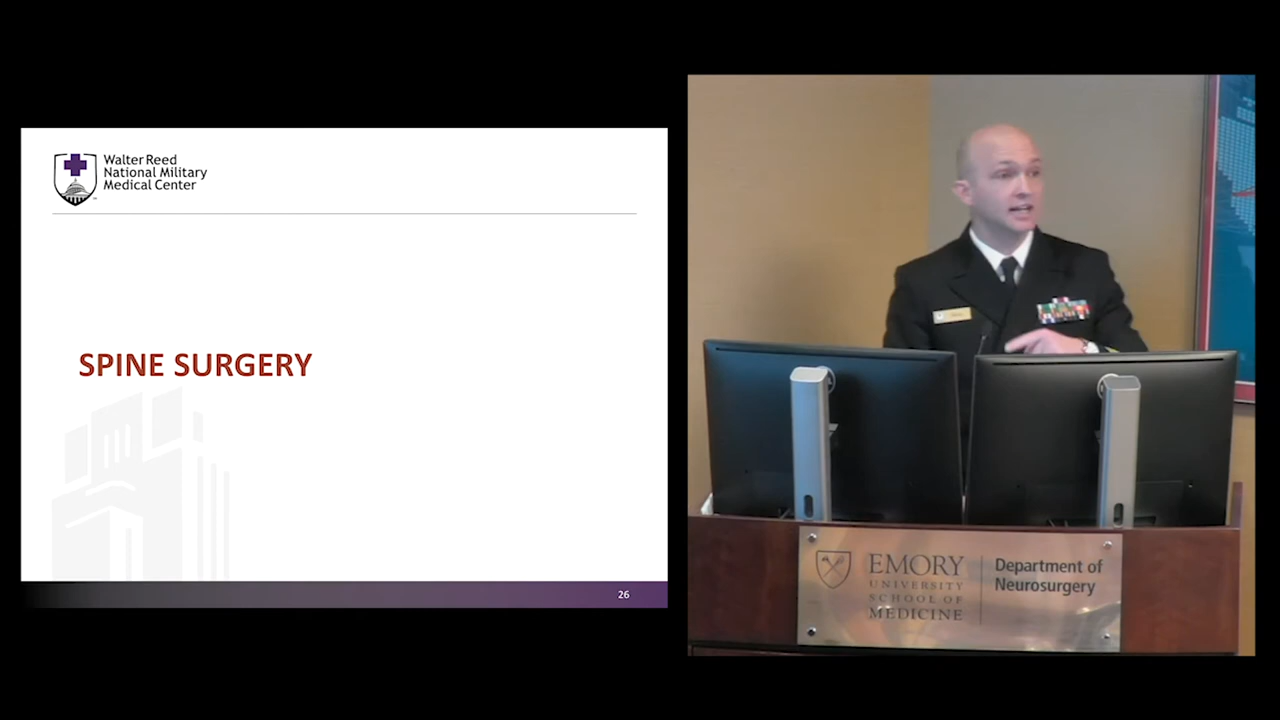 Walter Reed
National Military
Medical Center
SPINE SURGERY
26
EMORY
UNIVERSITY
SCHOOL OF
MEDICINE
Department of
Neurosurgery